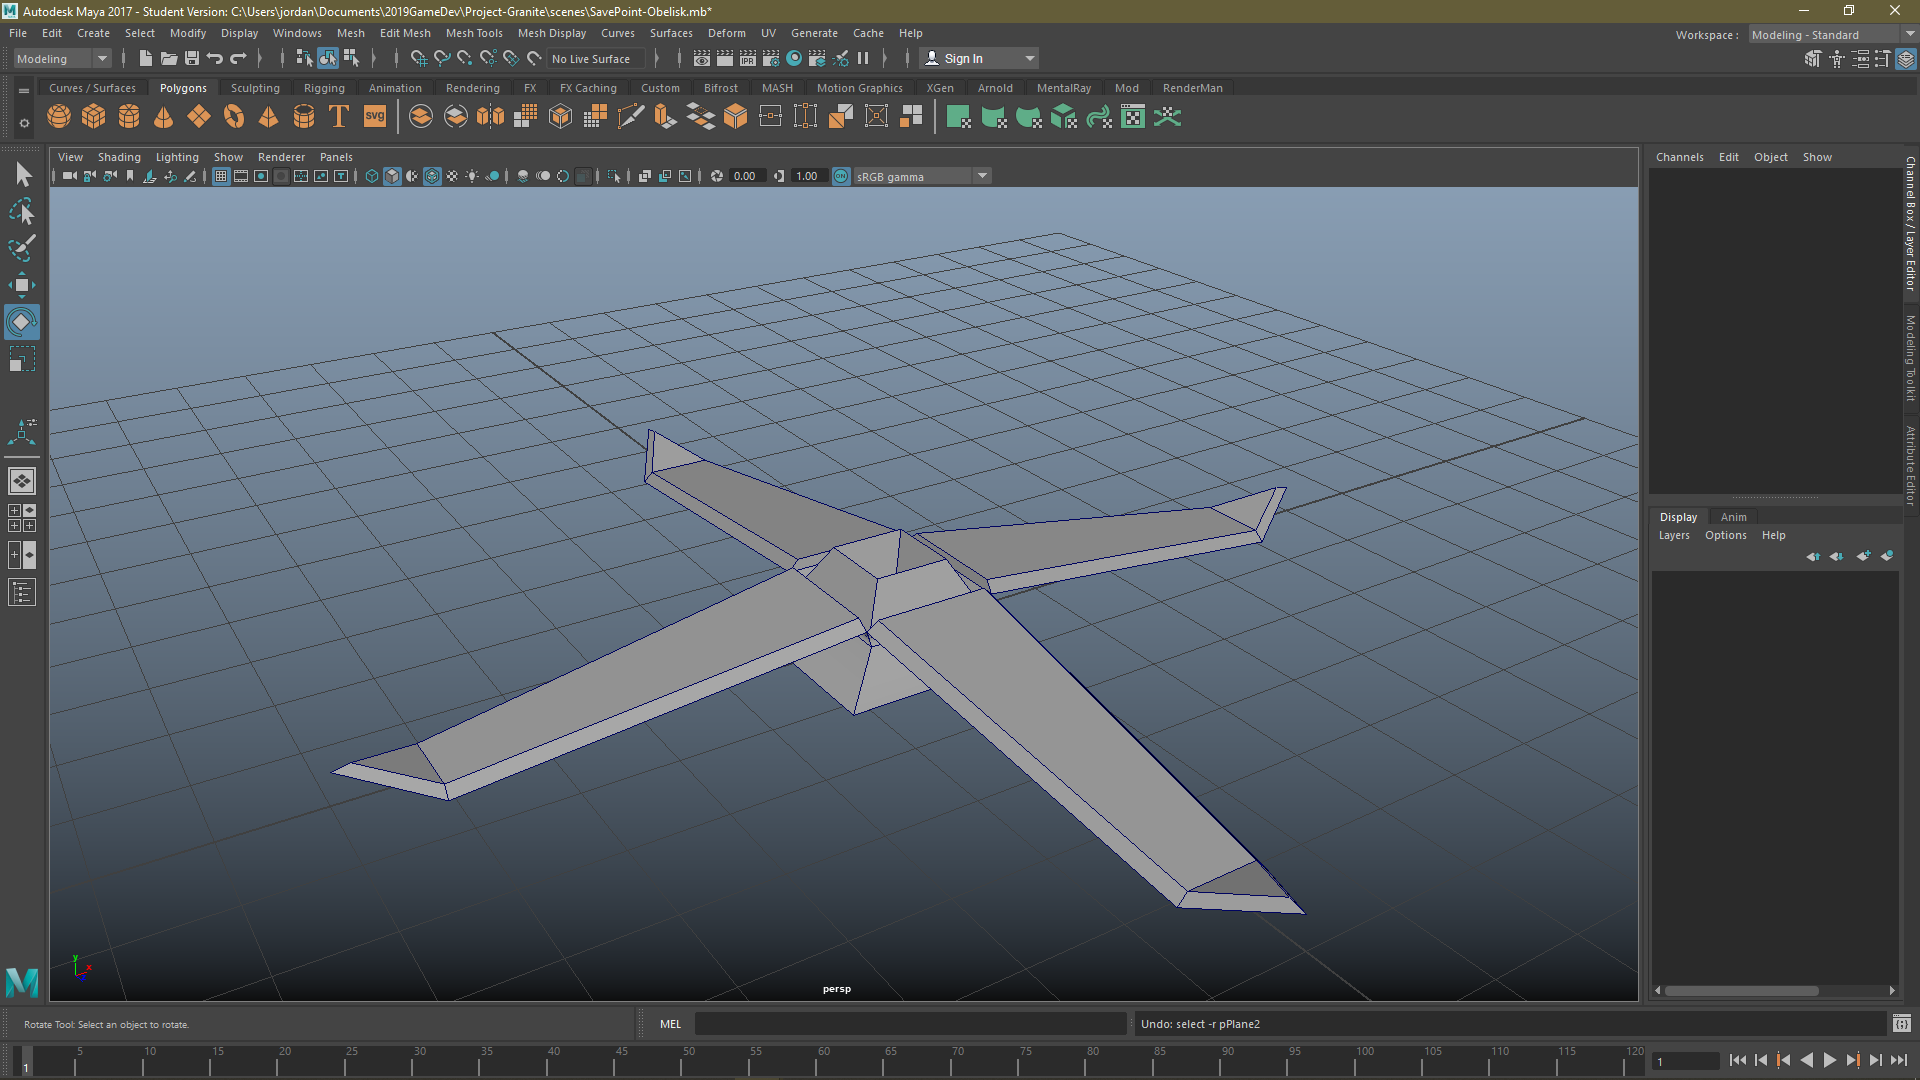 Autodesk Maya 2017 - Student Version: C:\Users\jordan\Documents\2019GameDev\Project-Granite\scenes\SavePoint-Obelisk.mb*
File Edit Create Select Modify Display Windows Mesh Edit Mesh Mesh Tools Mesh Display Curves Surfaces Deform UV Generate Cache Help
Workspace : Modeling - Standard
Modeling No Live Surface Sign In
Curves / Surfaces Polygons Sculpting Rigging Animation Rendering FX FX Caching Custom Bifrost MASH Motion Graphics XGen Arnold MentalRay Mod RenderMan
View Shading Lighting Show Renderer Panels
0.00 1.00 ON sRGB gamma
Channels Edit Object Show
Channel Box / Layer Editor
Modeling Toolkit
Attribute Editor
Display Anim
Layers Options Help
y
x
persp
Rotate Tool: Select an object to rotate.
MEL
Undo: select -r pPlane2
5 10 15 20 25 30 35 40 45 50 55 60 65 70 75 80 85 90 95 100 105 110 115 120
1
1